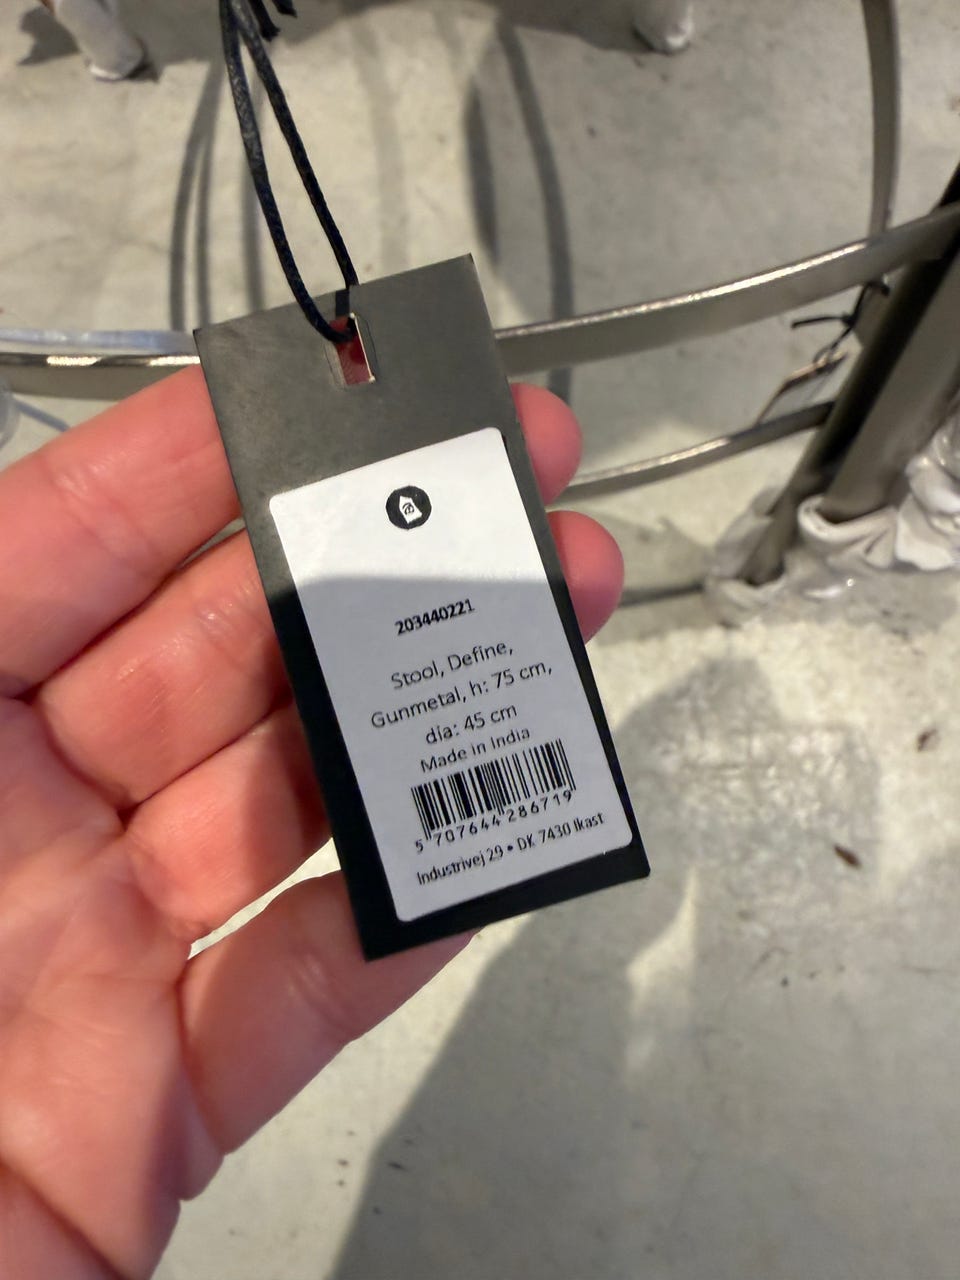 203440221
Stool, Define,
Gunmetal, h: 75 cm,
dia: 45 cm
Made in India
5 707644 286719
Industrivej 29 • DK 7430 Ikast